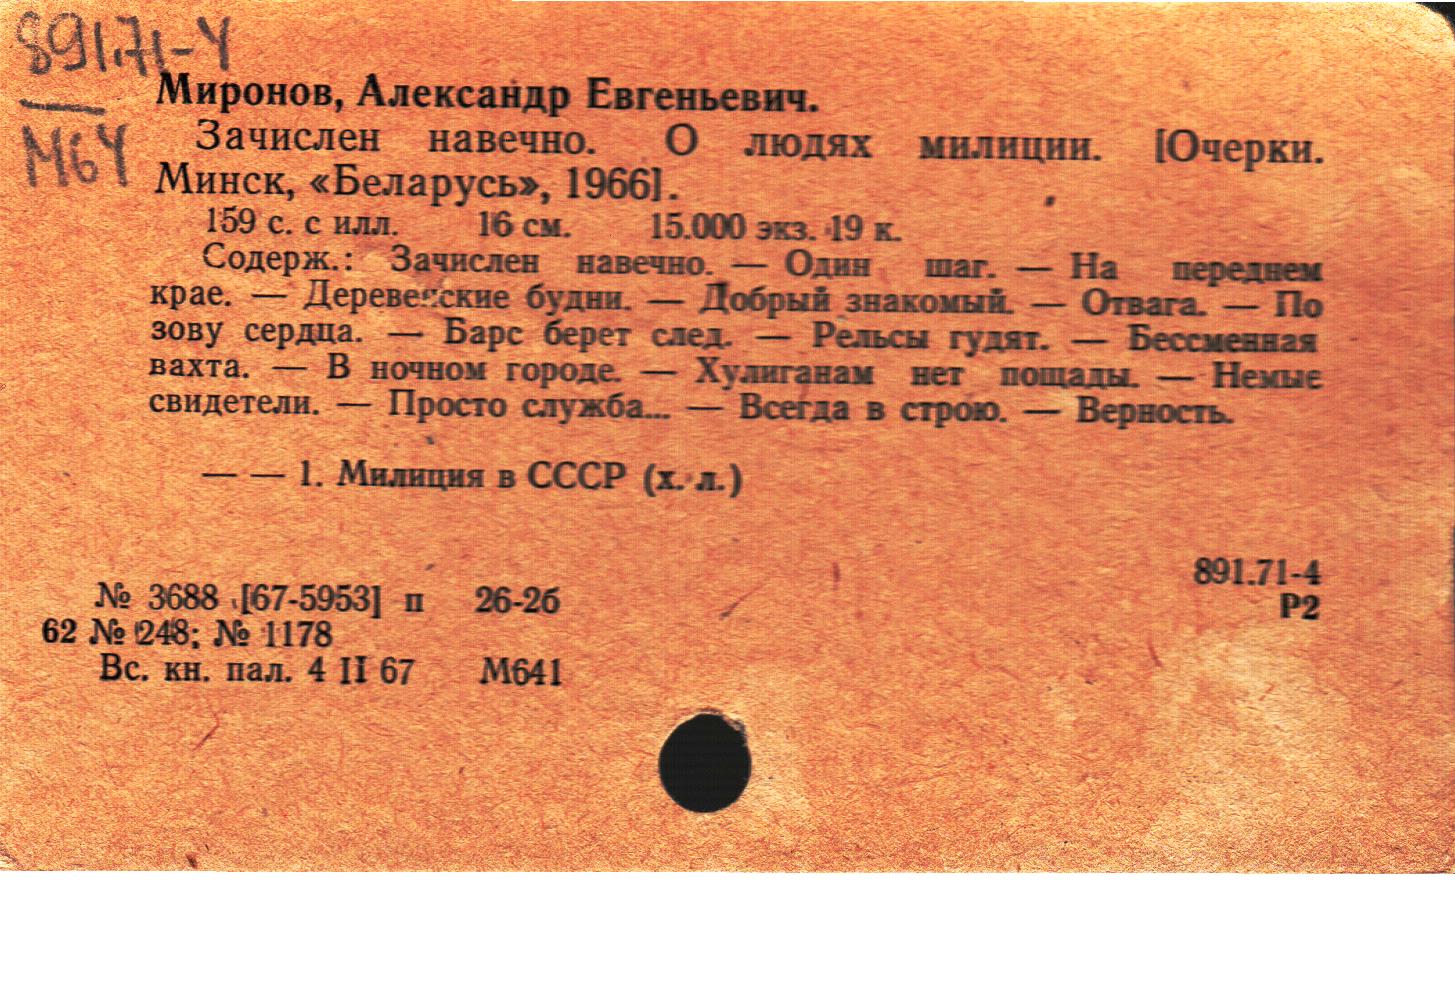 891.71-4
М64
Миронов, Александр Евгеньевич.
Зачислен навечно. О людях милиции. [Очерки.
Минск, «Беларусь», 1966].
159 с. с илл. 16 см. 15.000 экз. 19 к.
Содерж.: Зачислен навечно. — Один шаг. — На переднем
крае. — Деревенские будни. — Добрый знакомый. — Отвага. — По
зову сердца. — Барс берет след. — Рельсы гудят. — Бессменная
вахта. — В ночном городе. — Хулиганам нет пощады. — Немые
свидетели. — Просто служба... — Всегда в строю. — Верность.
— — 1. Милиция в СССР (х. л.)
891.71-4
Р2
№ 3688 [67-5953] п 26-2б
62 № 248; № 1178
Вс. кн. пал. 4 II 67 М641